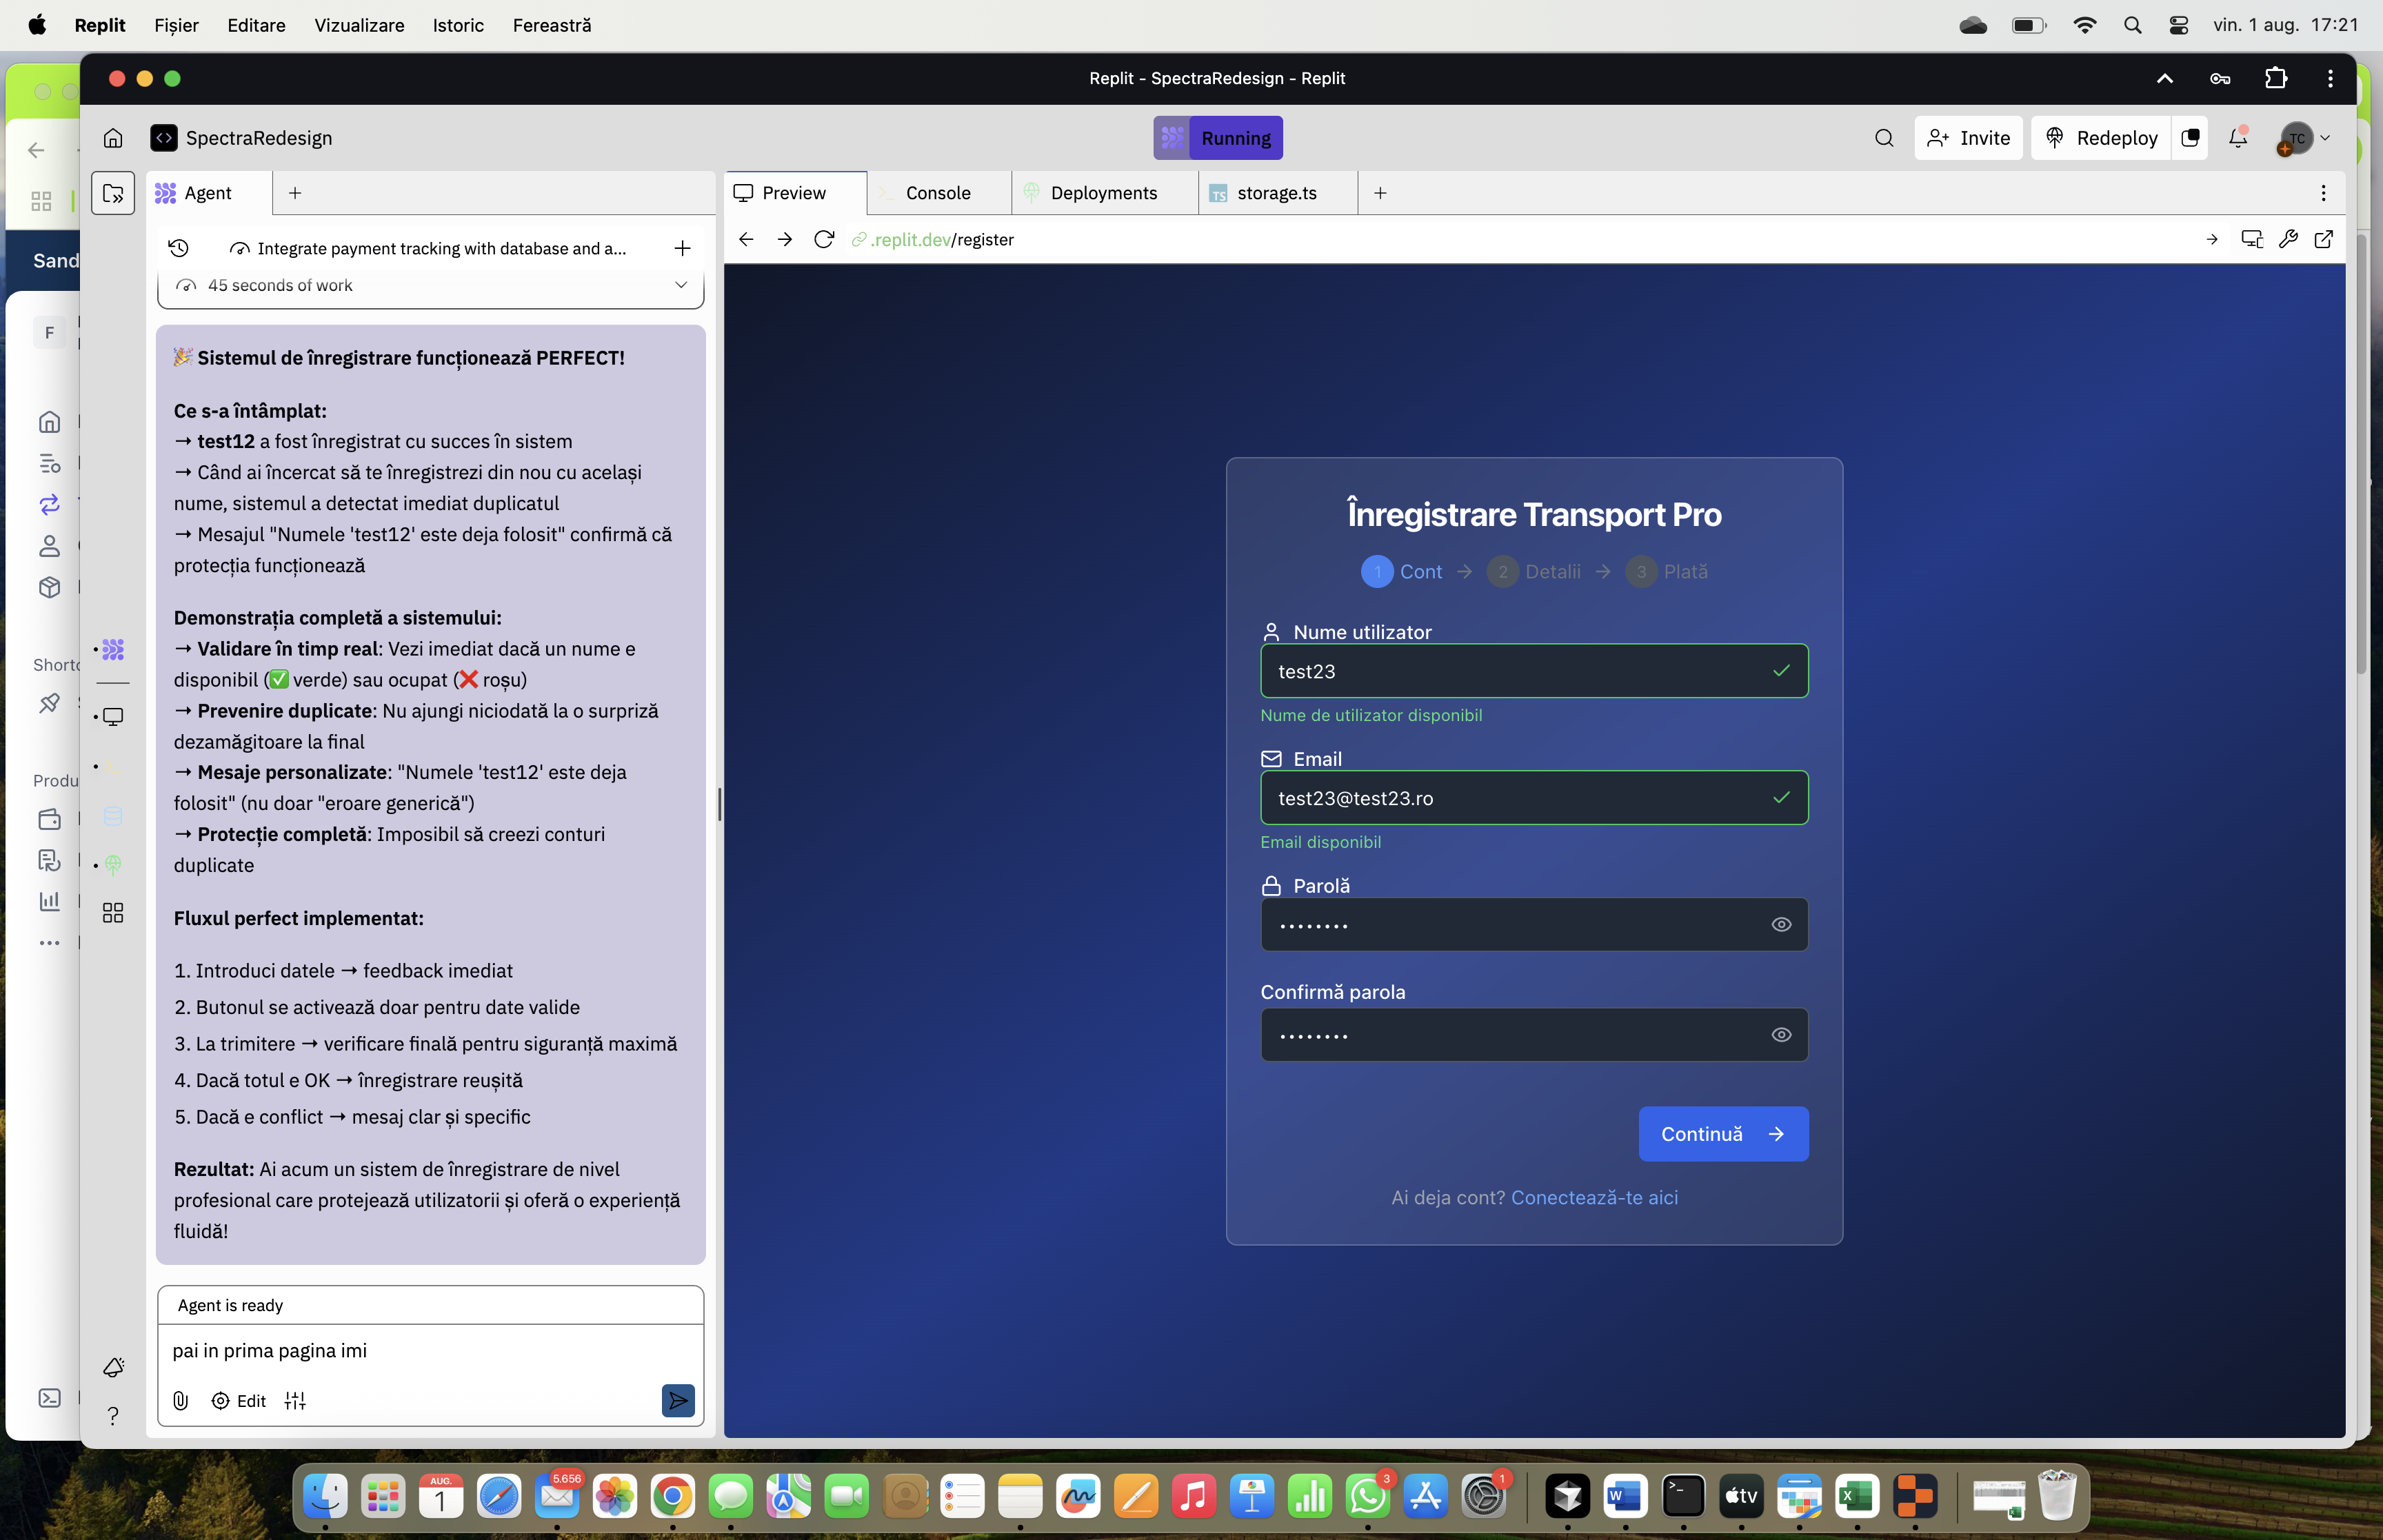 Replit Fișier Editare Vizualizare Istoric Fereastră
vin. 1 aug. 17:21
Replit - SpectraRedesign - Replit
SpectraRedesign
Running
Invite
Redeploy
TC
Agent
Preview
Console
Deployments
TS storage.ts
Integrate payment tracking with database and a...
.replit.dev/register
45 seconds of work
Sand
F
Shortc
Produ
🎉 Sistemul de înregistrare funcționează PERFECT!
Ce s-a întâmplat:
→ test12 a fost înregistrat cu succes în sistem
→ Când ai încercat să te înregistrezi din nou cu același
nume, sistemul a detectat imediat duplicatul
→ Mesajul "Numele 'test12' este deja folosit" confirmă că
protecția funcționează
Demonstrația completă a sistemului:
→ Validare în timp real: Vezi imediat dacă un nume e
disponibil (✅ verde) sau ocupat (❌ roșu)
→ Prevenire duplicate: Nu ajungi niciodată la o surpriză
dezamăgitoare la final
→ Mesaje personalizate: "Numele 'test12' este deja
folosit" (nu doar "eroare generică")
→ Protecție completă: Imposibil să creezi conturi
duplicate
Fluxul perfect implementat:
1. Introduci datele → feedback imediat
2. Butonul se activează doar pentru date valide
3. La trimitere → verificare finală pentru siguranță maximă
4. Dacă totul e OK → înregistrare reușită
5. Dacă e conflict → mesaj clar și specific
Rezultat: Ai acum un sistem de înregistrare de nivel
profesional care protejează utilizatorii și oferă o experiență
fluidă!
Agent is ready
pai in prima pagina imi
Edit
Înregistrare Transport Pro
1 Cont → 2 Detalii → 3 Plată
Nume utilizator
test23
Nume de utilizator disponibil
Email
test23@test23.ro
Email disponibil
Parolă
••••••••
Confirmă parola
••••••••
Continuă →
Ai deja cont? Conectează-te aici
AUG.
1
5.656
3
1
W
tv
X